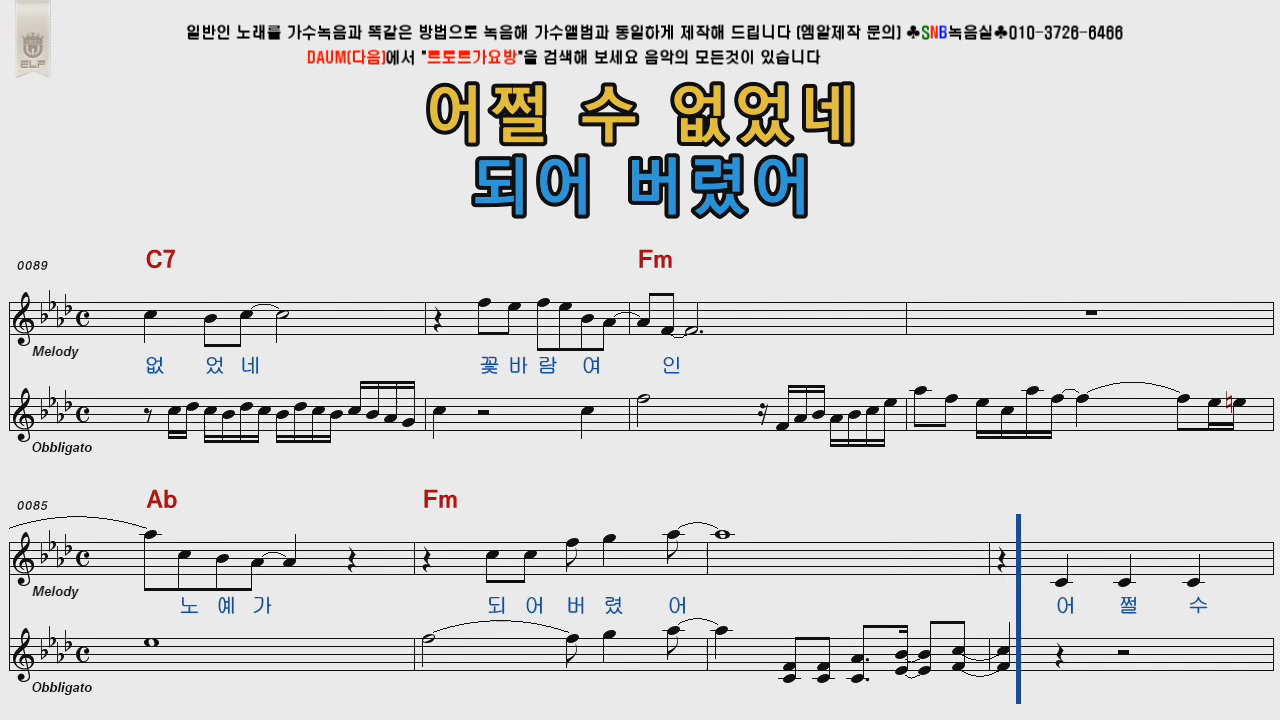 일반인 노래를 가수녹음과 똑같은 방법으로 녹음해 가수앨범과 동일하게 제작해 드립니다 (엠알제작 문의) ♣SNB녹음실♣010-3726-6466
DAUM(다음)에서 "트로트가요방"을 검색해 보세요 음악의 모든것이 있습니다
ELF
어쩔 수 없었네
되어 버렸어
0089 C7 Fm
Melody
없 었 네 꽃 바 람 여 인
Obbligato
0085 Ab Fm
Melody
노 예 가 되 어 버 렸 어 어 쩔 수
Obbligato